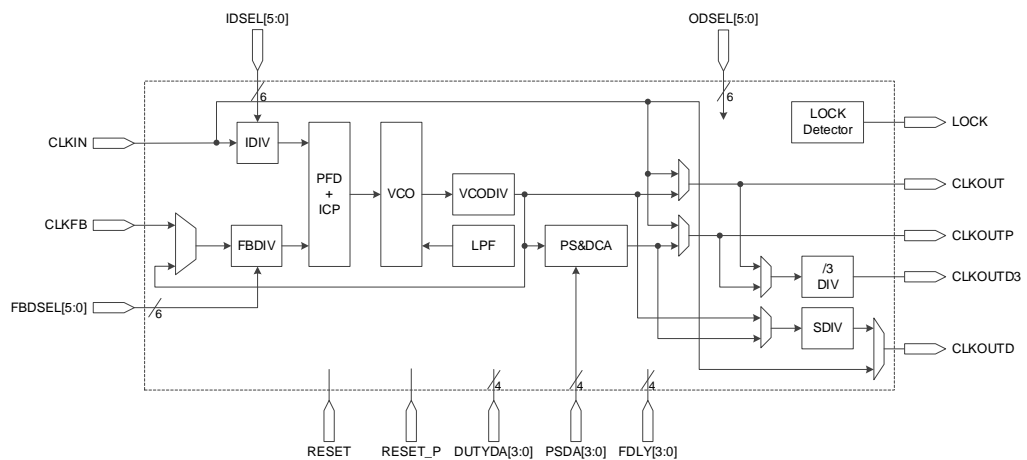 IDSEL[5:0]
ODSEL[5:0]
6
6
CLKIN
IDIV
LOCK
Detector
LOCK
PFD
+
ICP
VCO
VCODIV
CLKOUT
CLKFB
FBDIV
LPF
PS&DCA
CLKOUTP
/3
DIV
CLKOUTD3
FBDSEL[5:0]
6
SDIV
CLKOUTD
4
4
4
RESET
RESET_P
DUTYDA[3:0]
PSDA[3:0]
FDLY[3:0]